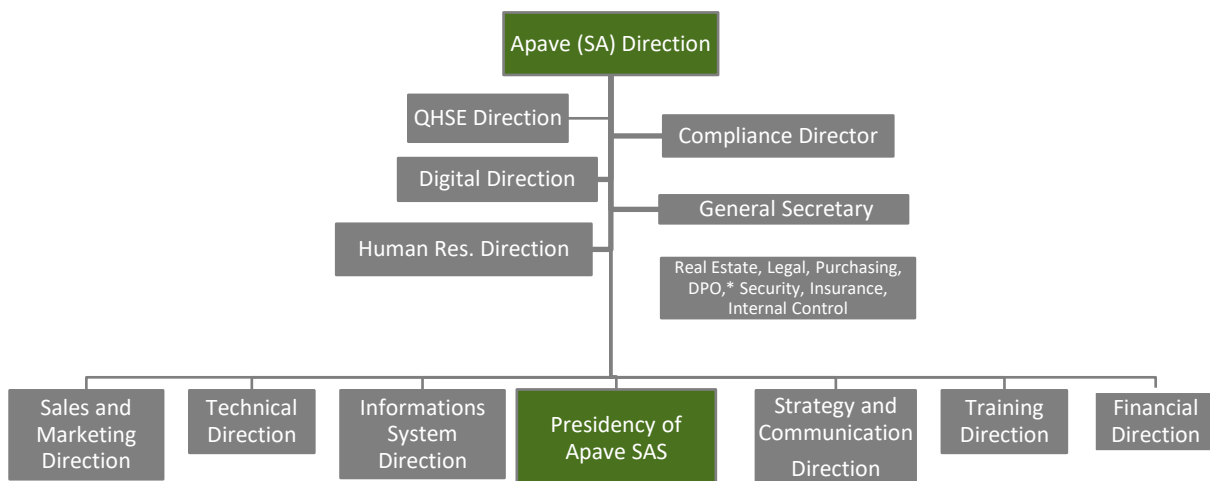 Apave (SA) Direction
QHSE Direction
Compliance Director
Digital Direction
General Secretary
Human Res. Direction
Real Estate, Legal, Purchasing,
DPO,* Security, Insurance,
Internal Control
Sales and
Marketing
Direction
Technical
Direction
Informations
System
Direction
Presidency of
Apave SAS
Strategy and
Communication
Direction
Training
Direction
Financial
Direction